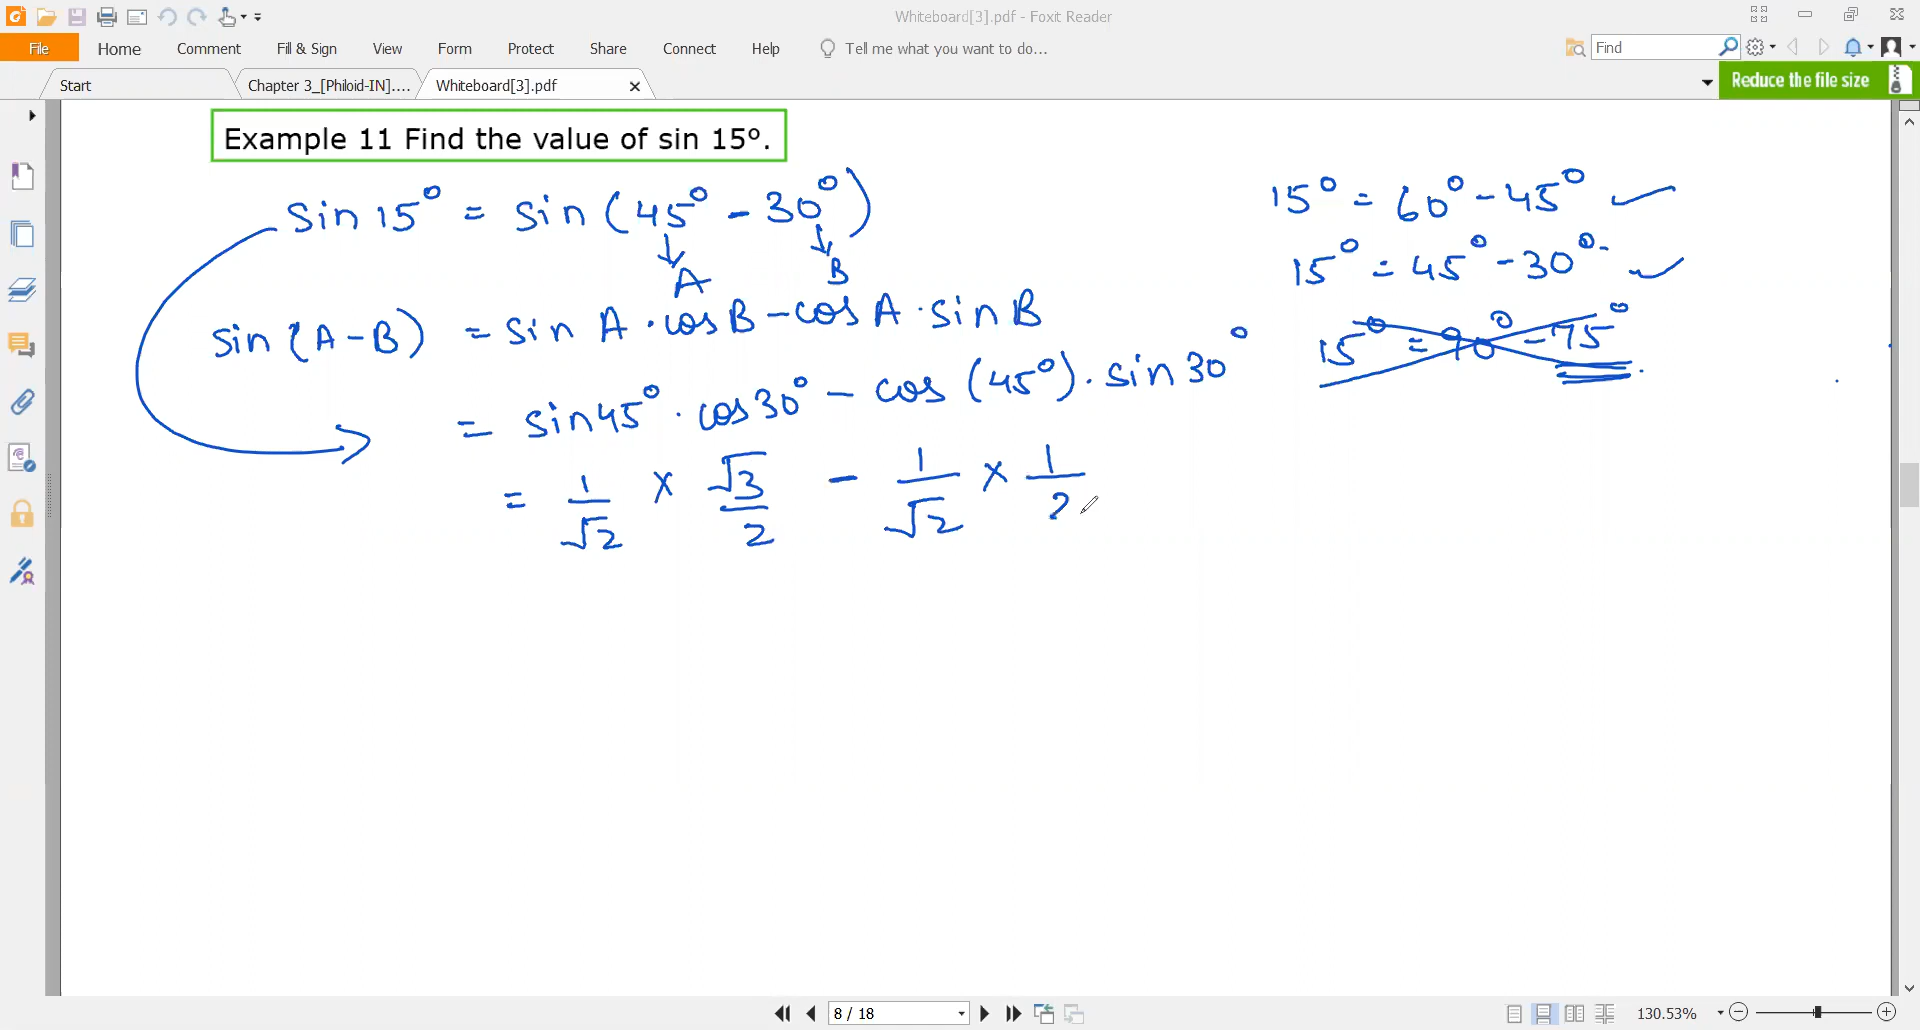 Whiteboard[3].pdf - Foxit Reader
File Home Comment Fill & Sign View Form Protect Share Connect Help Tell me what you want to do... Find
Start Chapter 3_[Philoid-IN].... Whiteboard[3].pdf Reduce the file size
Example 11 Find the value of sin 15°.
sin 15° = sin (45° - 30°)
A B
sin (A - B) = sin A . cos B - cos A . sin B
= sin 45° . cos 30° - cos (45°) . sin 30°
= 1/√2 × √3/2 - 1/√2 × 1/2
15° = 60° - 45° ✓
15° = 45° - 30° ✓
15° = 90° - 75°
8 / 18 130.53%